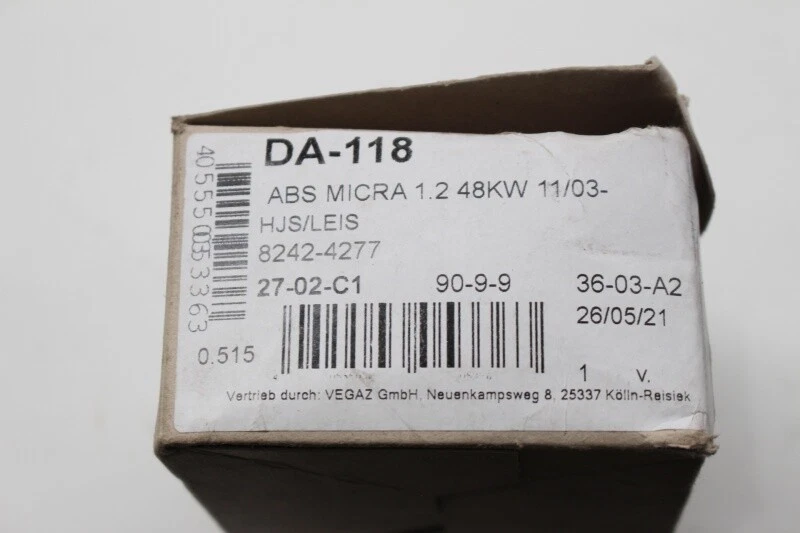 DA-118
ABS MICRA 1.2 48KW 11/03-
HJS/LEIS
8242-4277
27-02-C1 90-9-9 36-03-A2
26/05/21
0.515
1 v.
Vertrieb durch: VEGAZ GmbH, Neuenkampsweg 8, 25337 Kölln-Reisiek